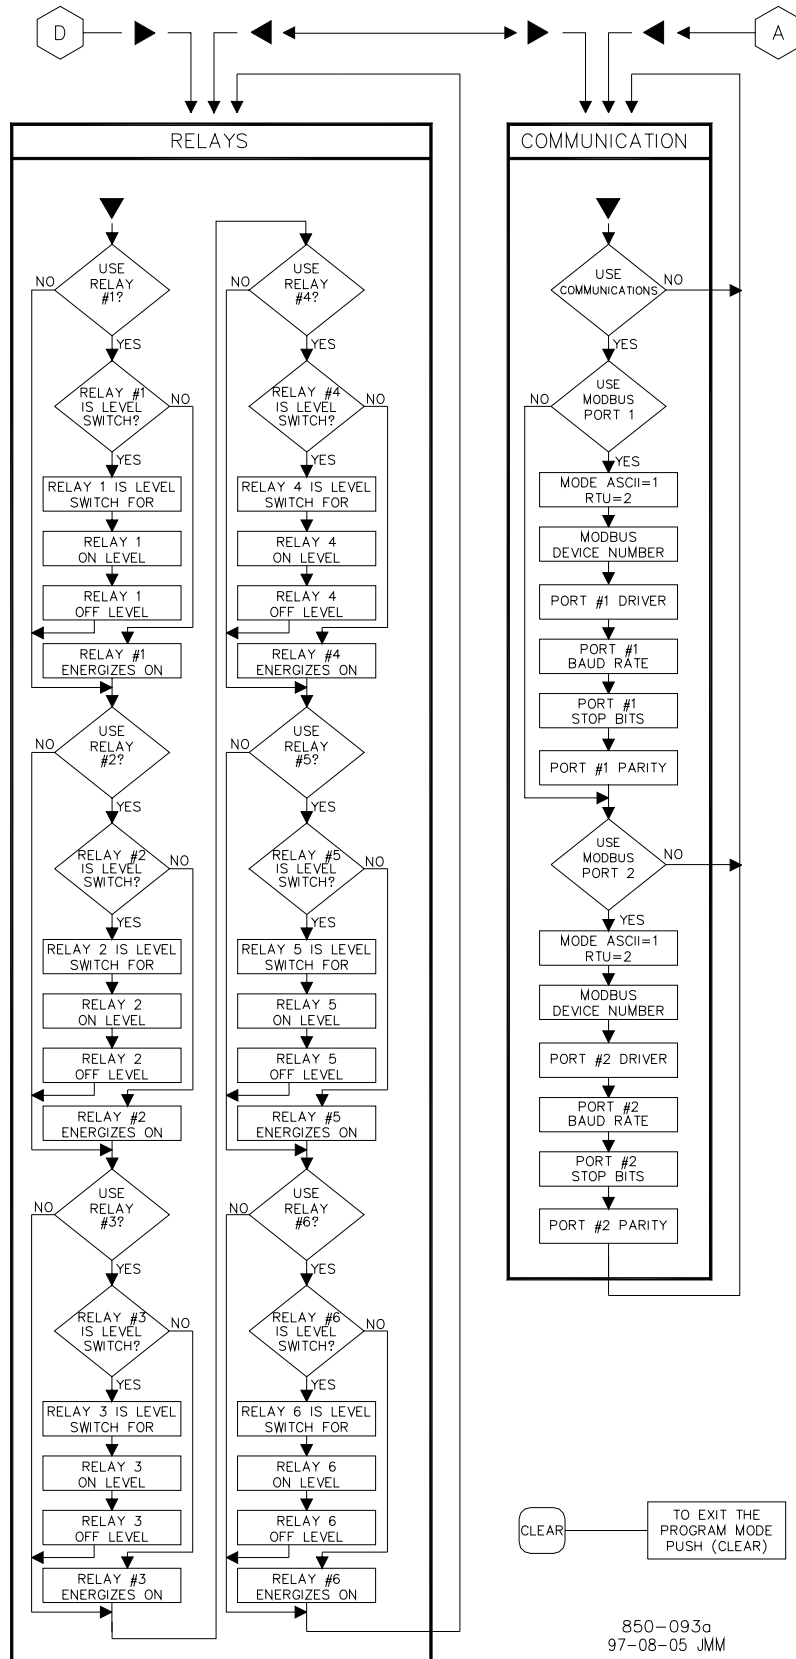 D
A
RELAYS
USE
RELAY
#1?
NO
YES
RELAY #1
IS LEVEL
SWITCH?
NO
YES
RELAY 1 IS LEVEL
SWITCH FOR
RELAY 1
ON LEVEL
RELAY 1
OFF LEVEL
RELAY #1
ENERGIZES ON
USE
RELAY
#2?
NO
YES
RELAY #2
IS LEVEL
SWITCH?
NO
YES
RELAY 2 IS LEVEL
SWITCH FOR
RELAY 2
ON LEVEL
RELAY 2
OFF LEVEL
RELAY #2
ENERGIZES ON
USE
RELAY
#3?
NO
YES
RELAY #3
IS LEVEL
SWITCH?
NO
YES
RELAY 3 IS LEVEL
SWITCH FOR
RELAY 3
ON LEVEL
RELAY 3
OFF LEVEL
RELAY #3
ENERGIZES ON
USE
RELAY
#4?
NO
YES
RELAY #4
IS LEVEL
SWITCH?
NO
YES
RELAY 4 IS LEVEL
SWITCH FOR
RELAY 4
ON LEVEL
RELAY 4
OFF LEVEL
RELAY #4
ENERGIZES ON
USE
RELAY
#5?
NO
YES
RELAY #5
IS LEVEL
SWITCH?
NO
YES
RELAY 5 IS LEVEL
SWITCH FOR
RELAY 5
ON LEVEL
RELAY 5
OFF LEVEL
RELAY #5
ENERGIZES ON
USE
RELAY
#6?
NO
YES
RELAY #6
IS LEVEL
SWITCH?
NO
YES
RELAY 6 IS LEVEL
SWITCH FOR
RELAY 6
ON LEVEL
RELAY 6
OFF LEVEL
RELAY #6
ENERGIZES ON
COMMUNICATION
USE
COMMUNICATIONS
NO
YES
USE
MODBUS
PORT 1
NO
YES
MODE ASCII=1
RTU=2
MODBUS
DEVICE NUMBER
PORT #1 DRIVER
PORT #1
BAUD RATE
PORT #1
STOP BITS
PORT #1 PARITY
USE
MODBUS
PORT 2
NO
YES
MODE ASCII=1
RTU=2
MODBUS
DEVICE NUMBER
PORT #2 DRIVER
PORT #2
BAUD RATE
PORT #2
STOP BITS
PORT #2 PARITY
CLEAR
TO EXIT THE
PROGRAM MODE
PUSH (CLEAR)
850-093a
97-08-05 JMM